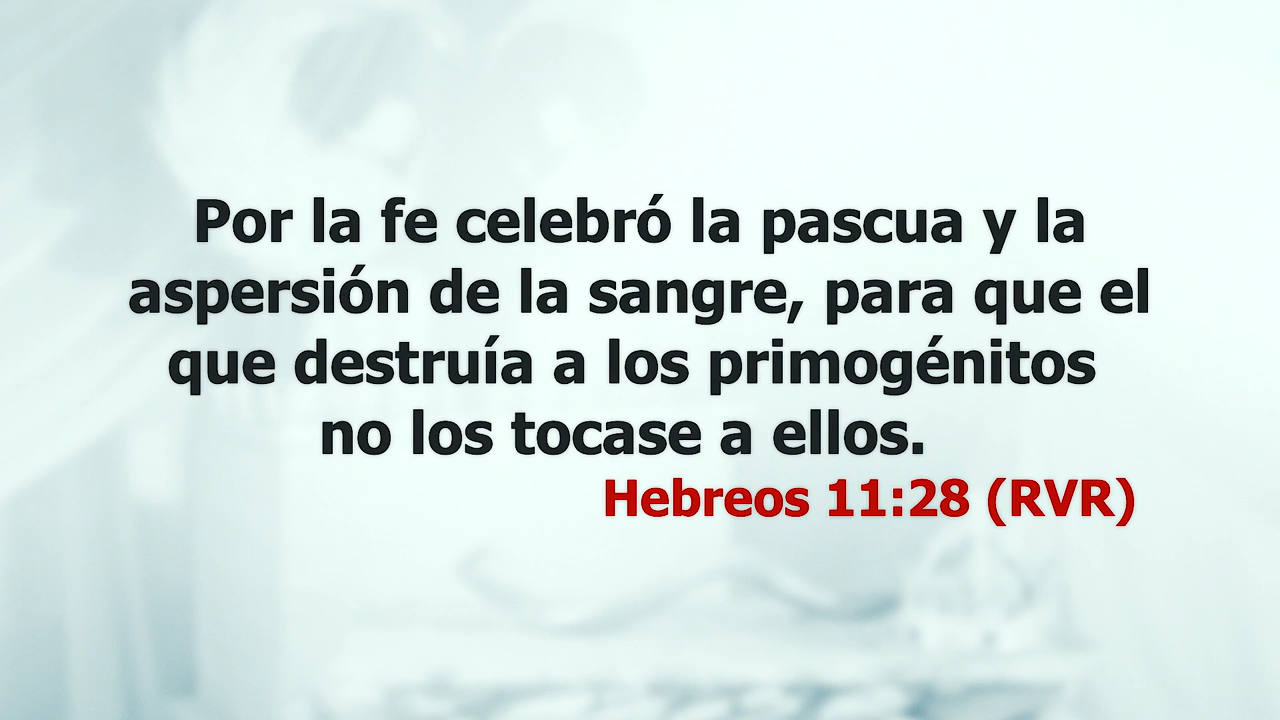 Por la fe celebró la pascua y la
aspersión de la sangre, para que el
que destruía a los primogénitos
no los tocase a ellos.
Hebreos 11:28 (RVR)